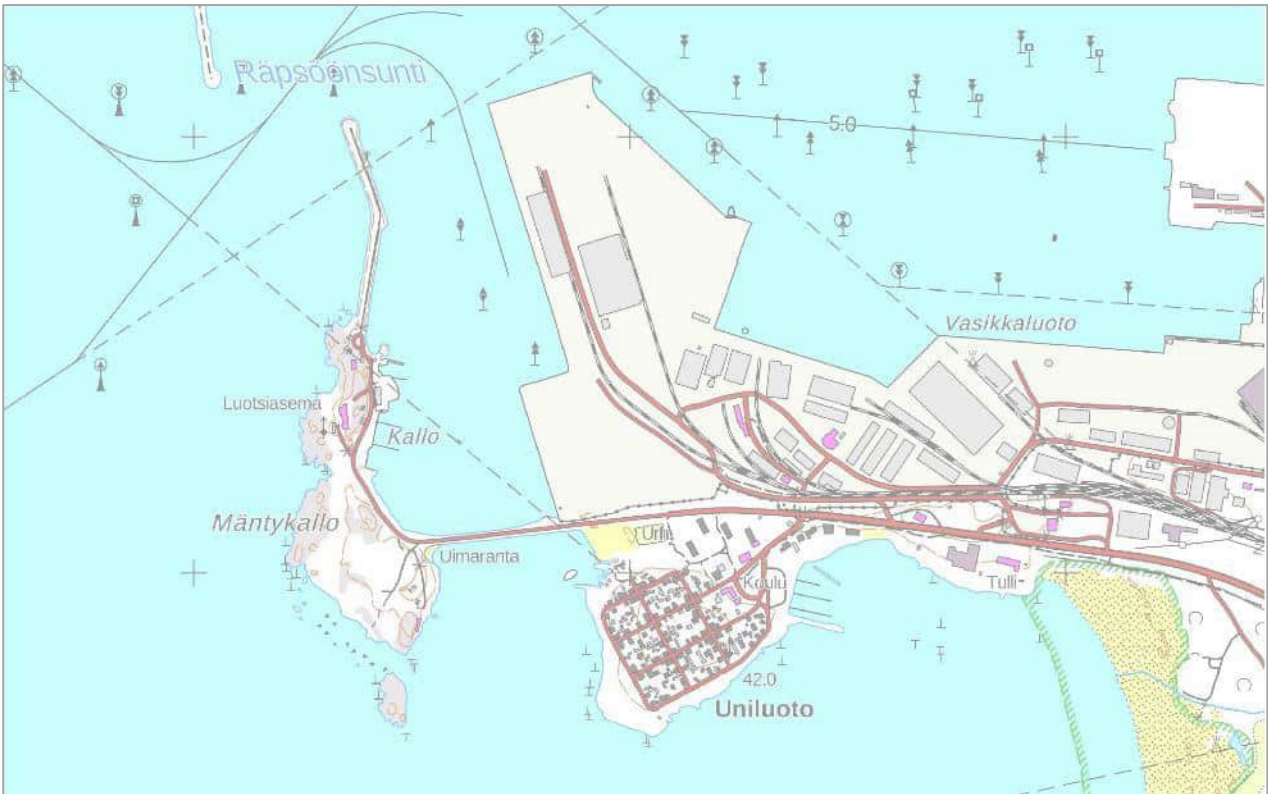 Räpsöönsunti
5.0
Vasikkaluoto
Luotsiasema
Kallo
Mäntykallo
Urh.
Uimaranta
Koulu
Tulli
42.0
Uniluoto